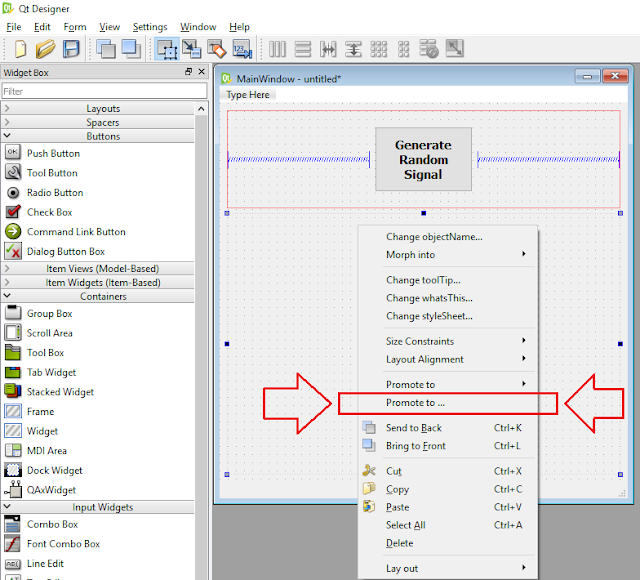 Qt Designer
File Edit Form View Settings Window Help
Widget Box
Filter
Layouts
Spacers
Buttons
OK Push Button
Tool Button
Radio Button
Check Box
Command Link Button
Dialog Button Box
Item Views (Model-Based)
Item Widgets (Item-Based)
Containers
Group Box
Scroll Area
Tool Box
Tab Widget
Stacked Widget
Frame
Widget
MDI Area
Dock Widget
QAxWidget
Input Widgets
Combo Box
Font Combo Box
Line Edit
MainWindow - untitled*
Type Here
Generate
Random
Signal
Change objectName...
Morph into
Change toolTip...
Change whatsThis...
Change styleSheet...
Size Constraints
Layout Alignment
Promote to
Promote to ...
Send to Back Ctrl+K
Bring to Front Ctrl+L
Cut Ctrl+X
Copy Ctrl+C
Paste Ctrl+V
Select All Ctrl+A
Delete
Lay out